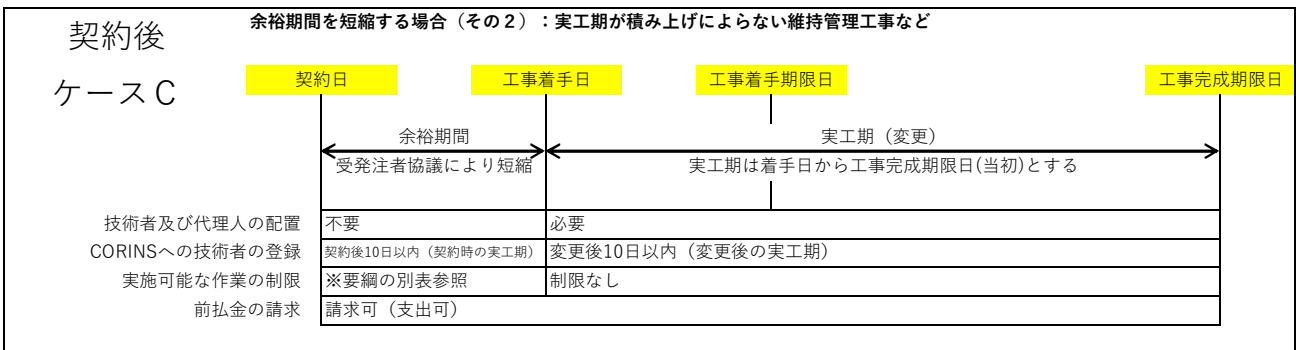 契約後
余裕期間を短縮する場合（その２）：実工期が積み上げによらない維持管理工事など
ケースＣ
契約日 工事着手日 工事着手期限日 工事完成期限日
余裕期間 実工期（変更）
受発注者協議により短縮 実工期は着手日から工事完成期限日(当初)とする
技術者及び代理人の配置 不要 必要
CORINSへの技術者の登録 契約後10日以内（契約時の実工期） 変更後10日以内（変更後の実工期）
実施可能な作業の制限 ※要綱の別表参照 制限なし
前払金の請求 請求可（支出可）